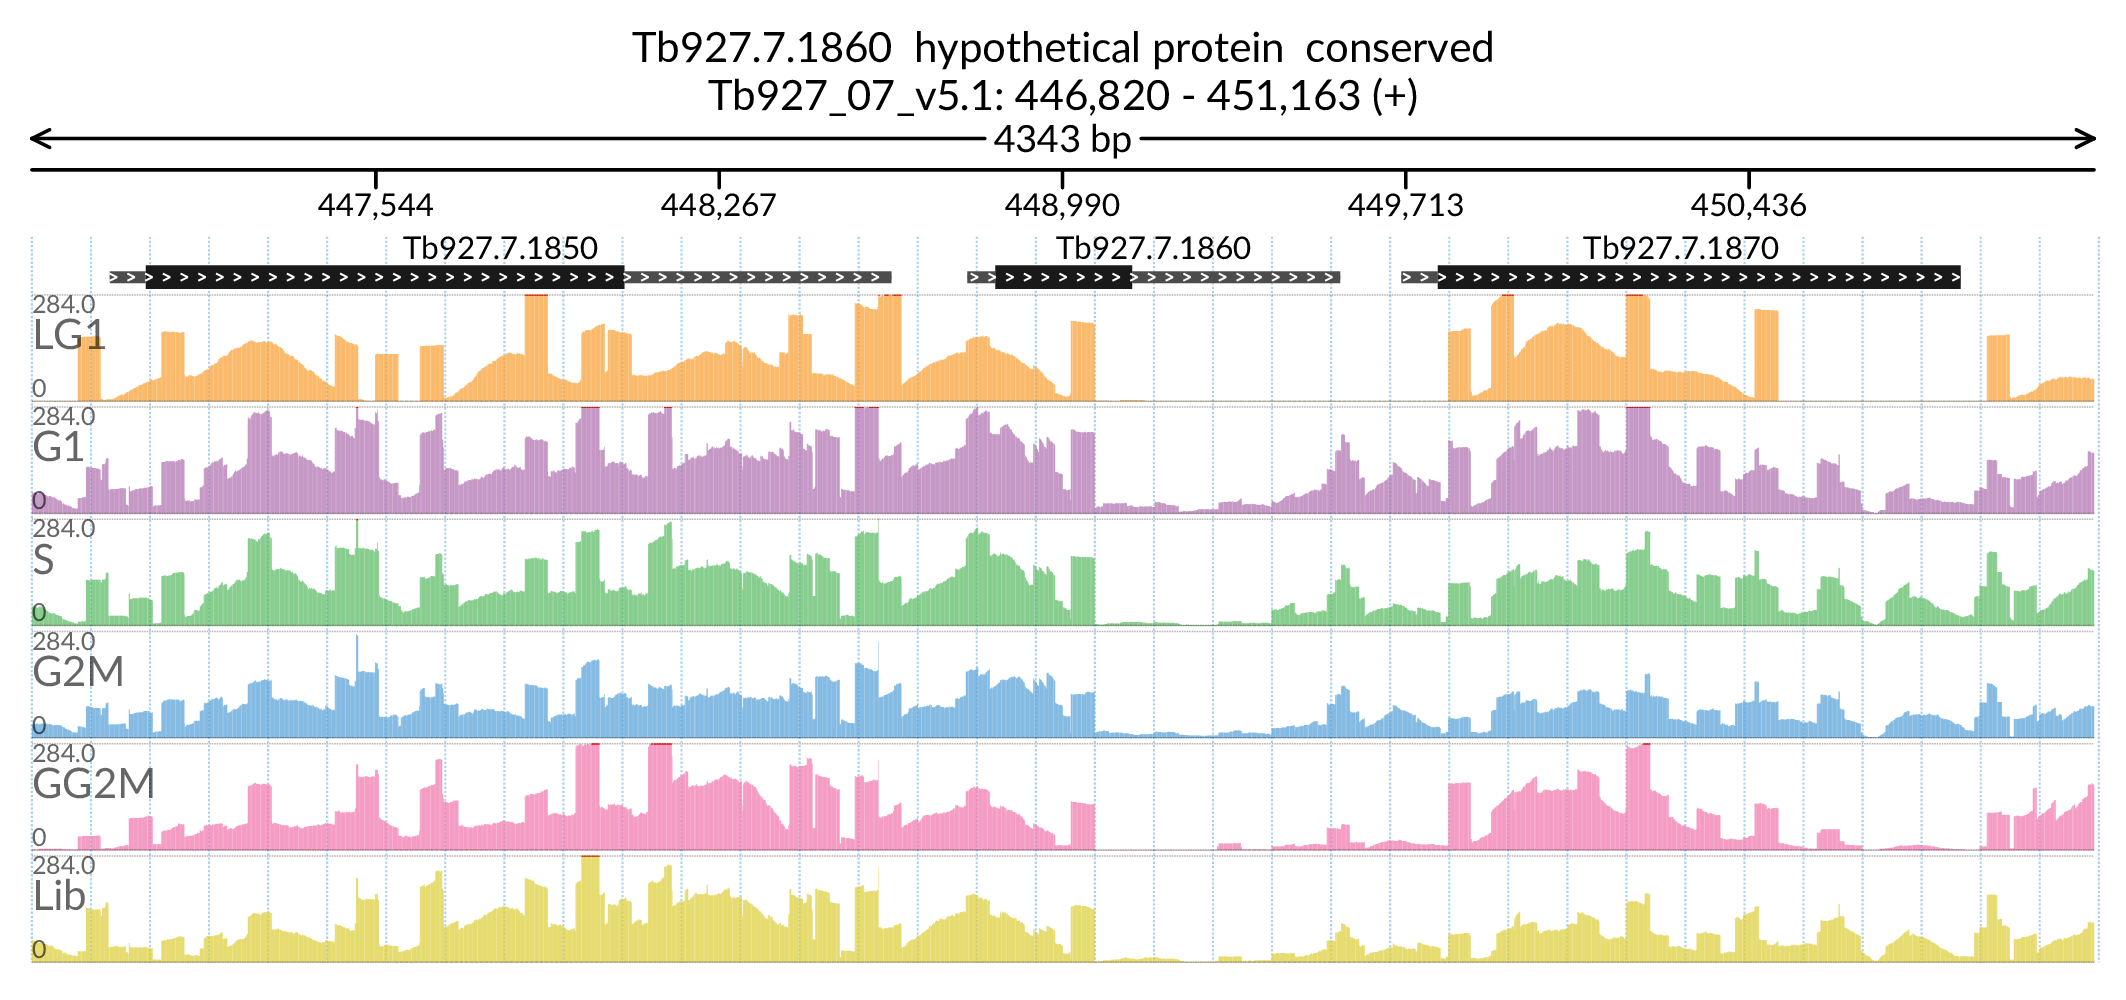 Tb927.7.1860  hypothetical protein  conserved
Tb927_07_v5.1: 446,820 - 451,163 (+)
4343 bp
447,544 448,267 448,990 449,713 450,436
Tb927.7.1850 Tb927.7.1860 Tb927.7.1870
284.0
LG1
0
284.0
G1
0
284.0
S
0
284.0
G2M
0
284.0
GG2M
0
284.0
Lib
0